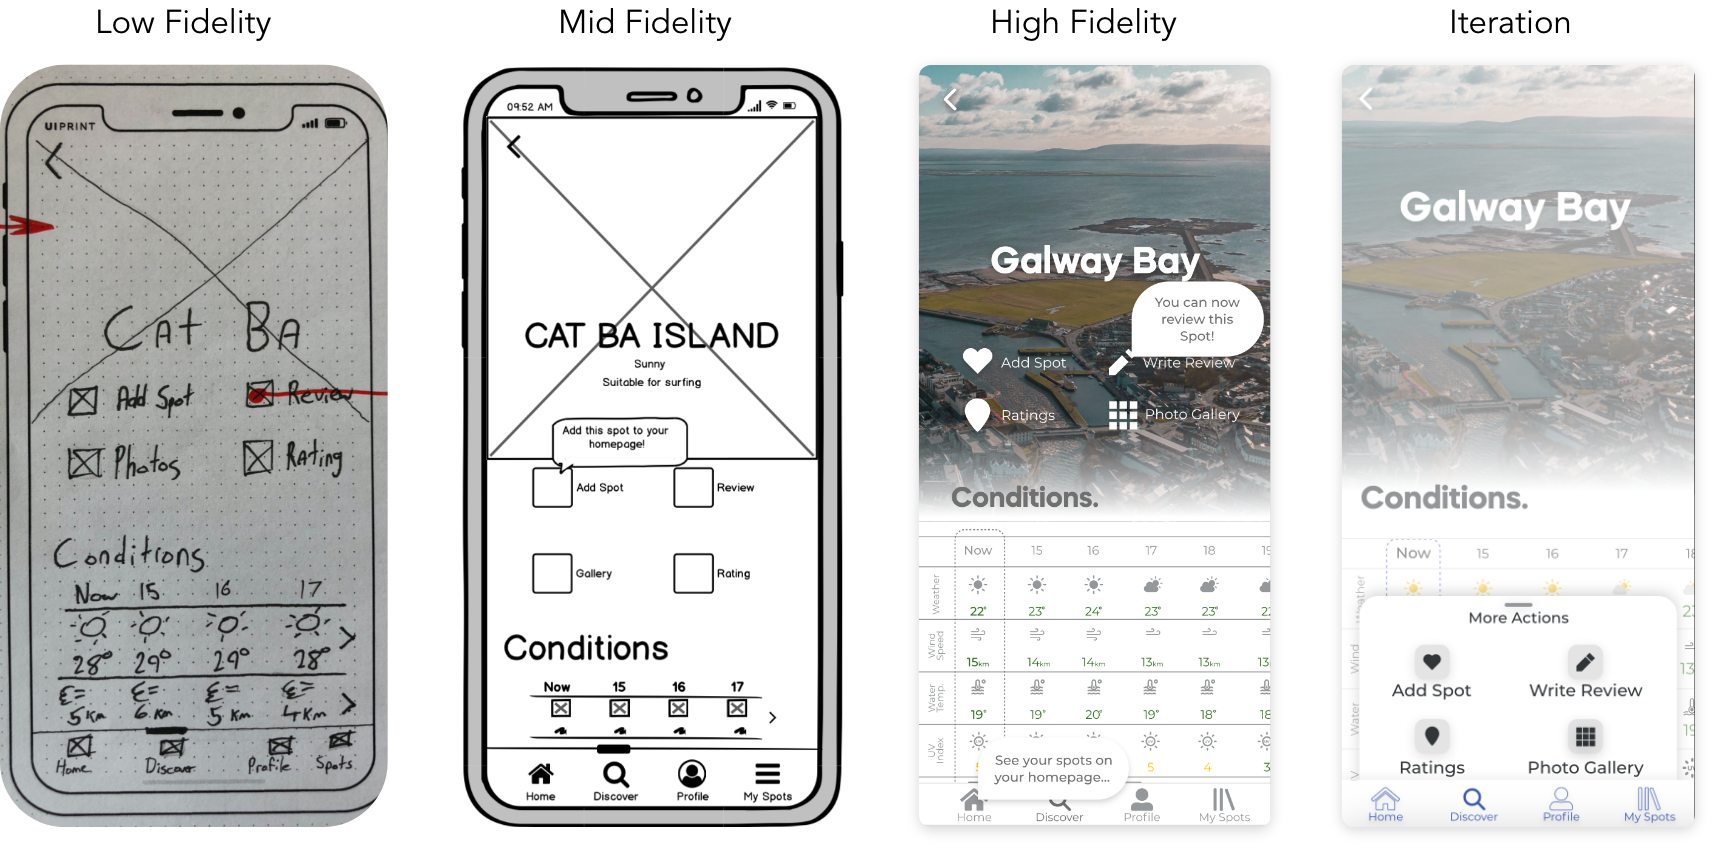 Low Fidelity
Mid Fidelity
High Fidelity
Iteration
UIPRINT
Cat Ba
Add Spot
Review
Photos
Rating
Conditions
Now 15 16 17
28° 29° 29° 28°
5 Km 6 Km 5 Km 4 Km
Home Discover Profile Spots
09:52 AM
CAT BA ISLAND
Sunny
Suitable for surfing
Add this spot to your
homepage!
Add Spot
Review
Gallery
Rating
Conditions
Now 15 16 17
Home Discover Profile My Spots
Galway Bay
You can now
review this
Spot!
Add Spot
Write Review
Ratings
Photo Gallery
Conditions.
Now 15 16 17 18
Weather
22° 23° 24° 23° 23°
Wind
Speed
15km 14km 14km 13km 13km 13
Water
Temp.
19° 19° 20° 19° 18° 18
UV
Index
5 4 3
See your spots on
your homepage...
Home Discover Profile My Spots
Galway Bay
Conditions.
Now 15 16 17
More Actions
Add Spot
Write Review
Ratings
Photo Gallery
Home Discover Profile My Spots